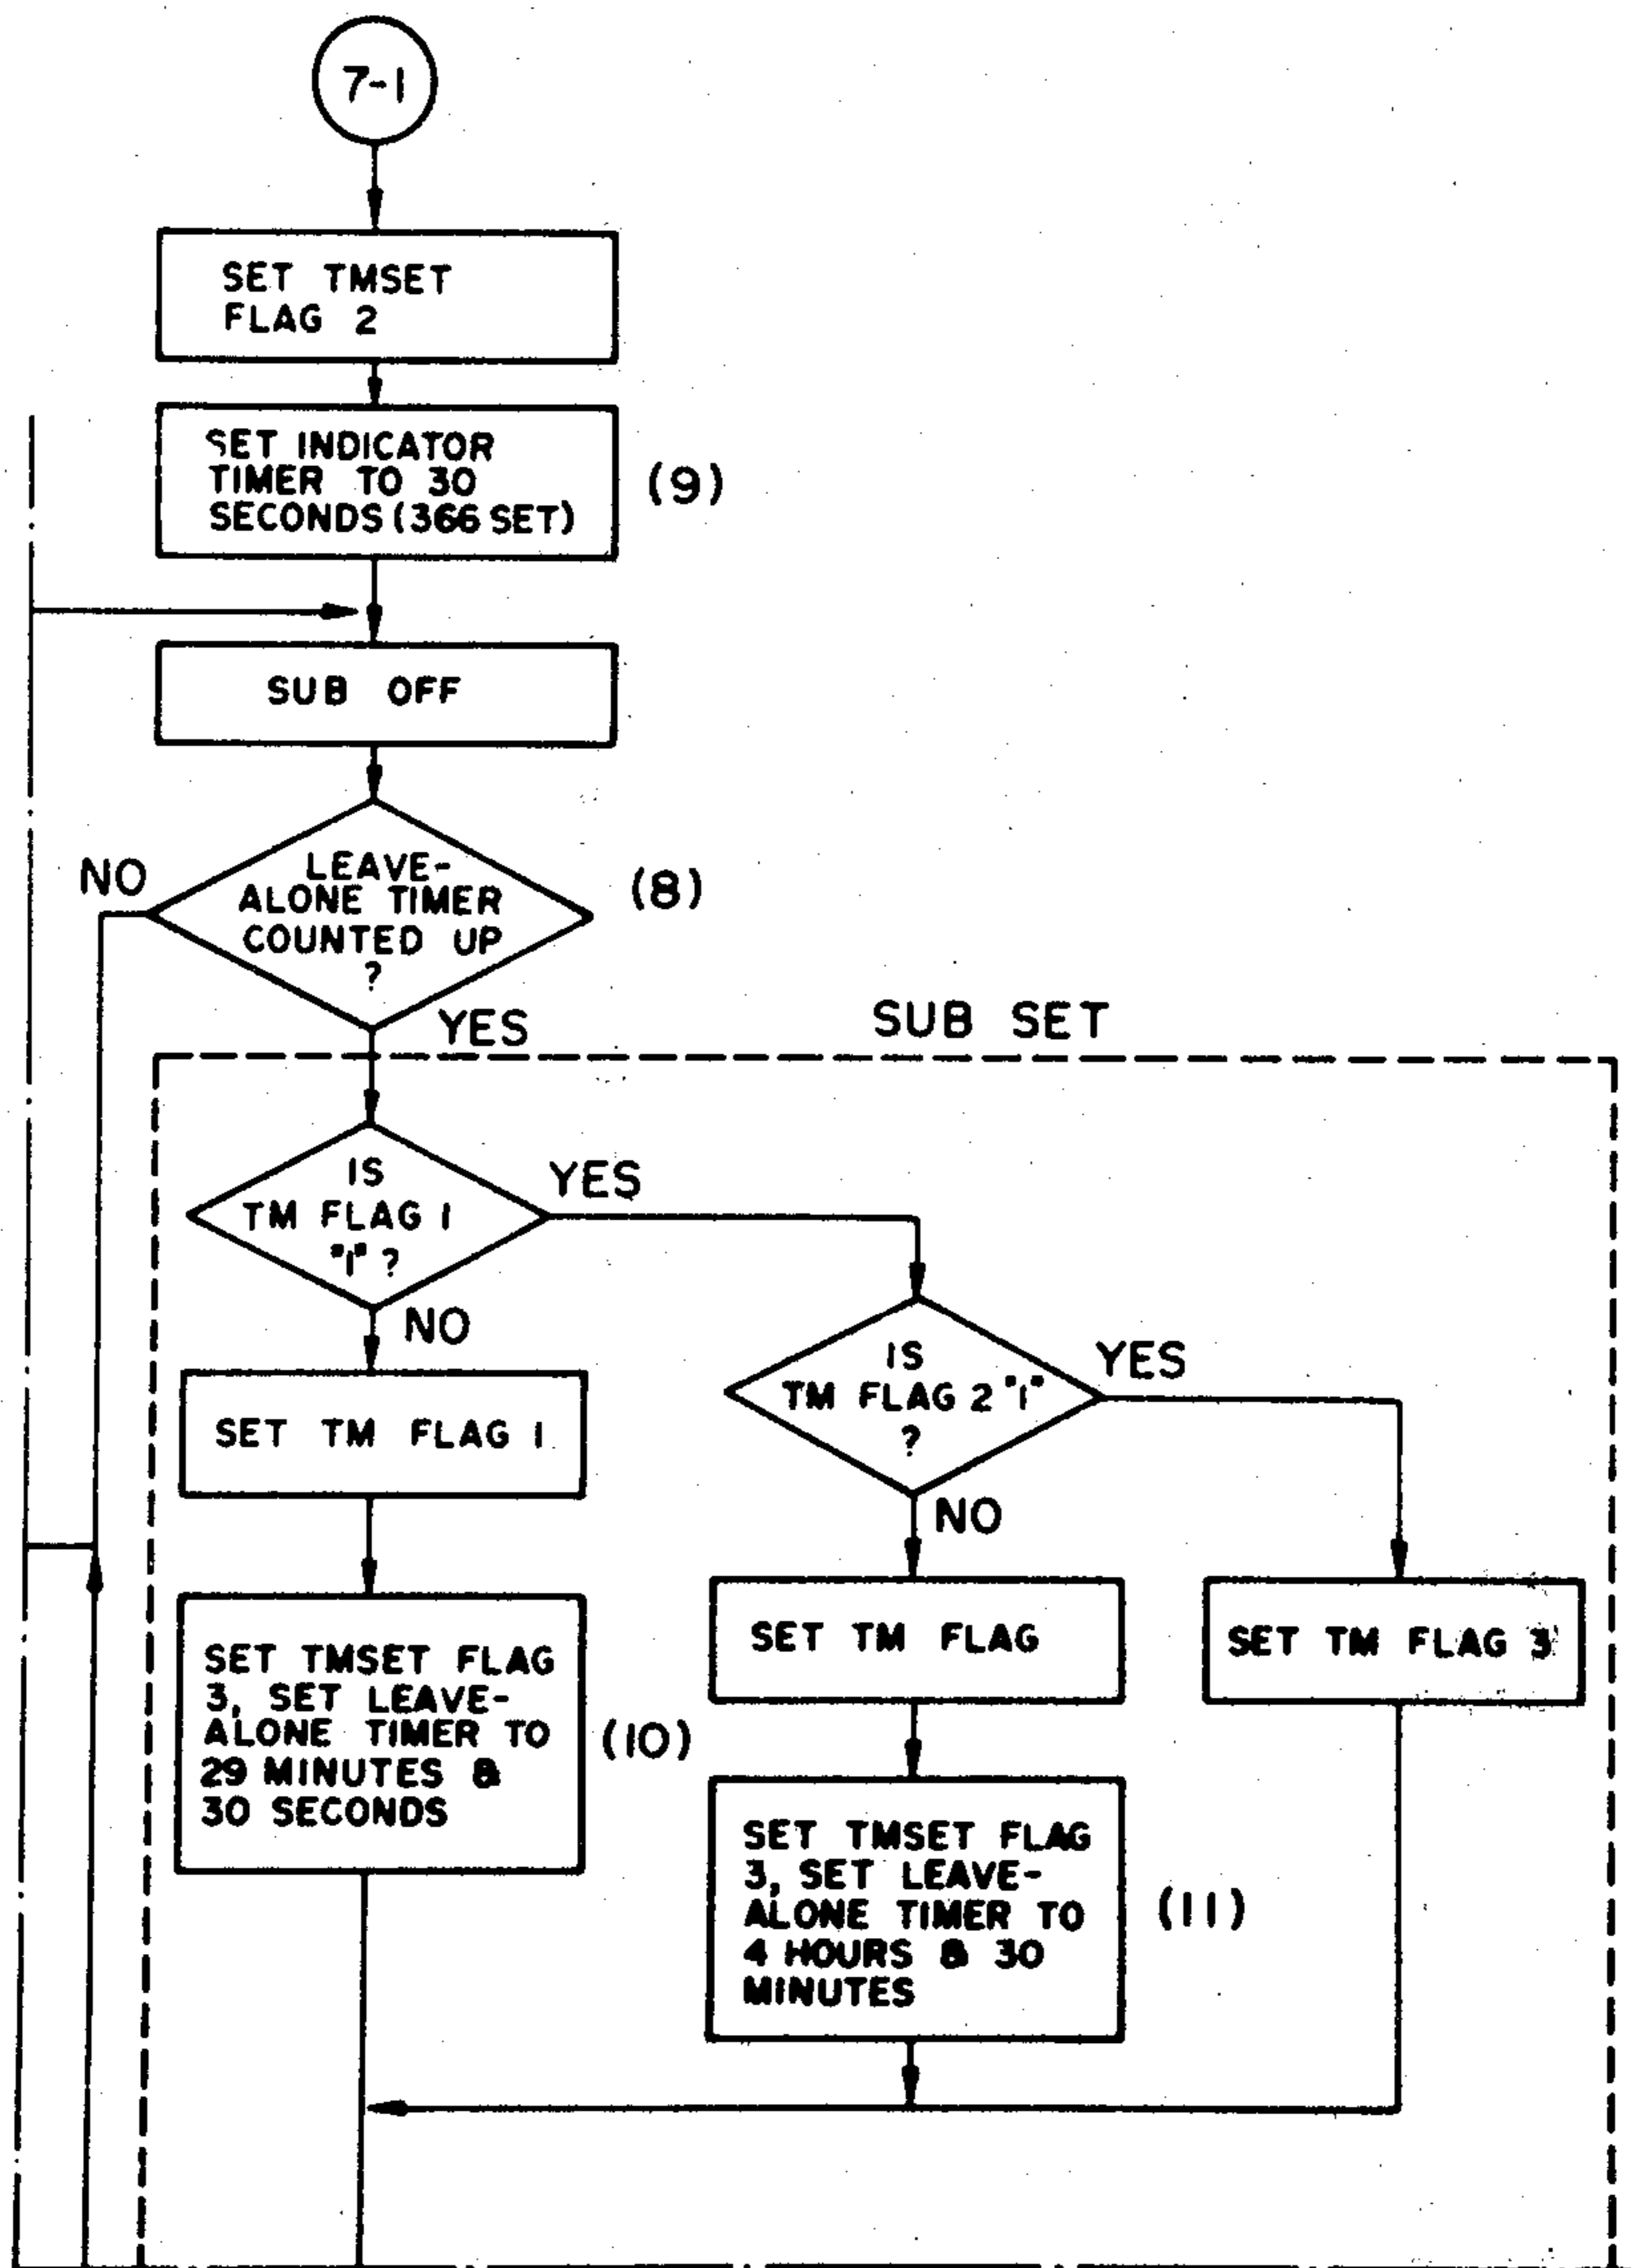 7-1
SET TMSET
FLAG 2
SET INDICATOR
TIMER TO 30
SECONDS (366 SET)
(9)
SUB OFF
LEAVE-
ALONE TIMER
COUNTED UP
?
(8)
NO
YES
SUB SET
IS
TM FLAG 1
"1" ?
YES
NO
IS
TM FLAG 2 "1"
?
YES
NO
SET TM FLAG 1
SET TM FLAG
SET TM FLAG 3
SET TMSET FLAG
3, SET LEAVE-
ALONE TIMER TO
29 MINUTES &
30 SECONDS
(10)
SET TMSET FLAG
3, SET LEAVE-
ALONE TIMER TO
4 HOURS & 30
MINUTES
(11)